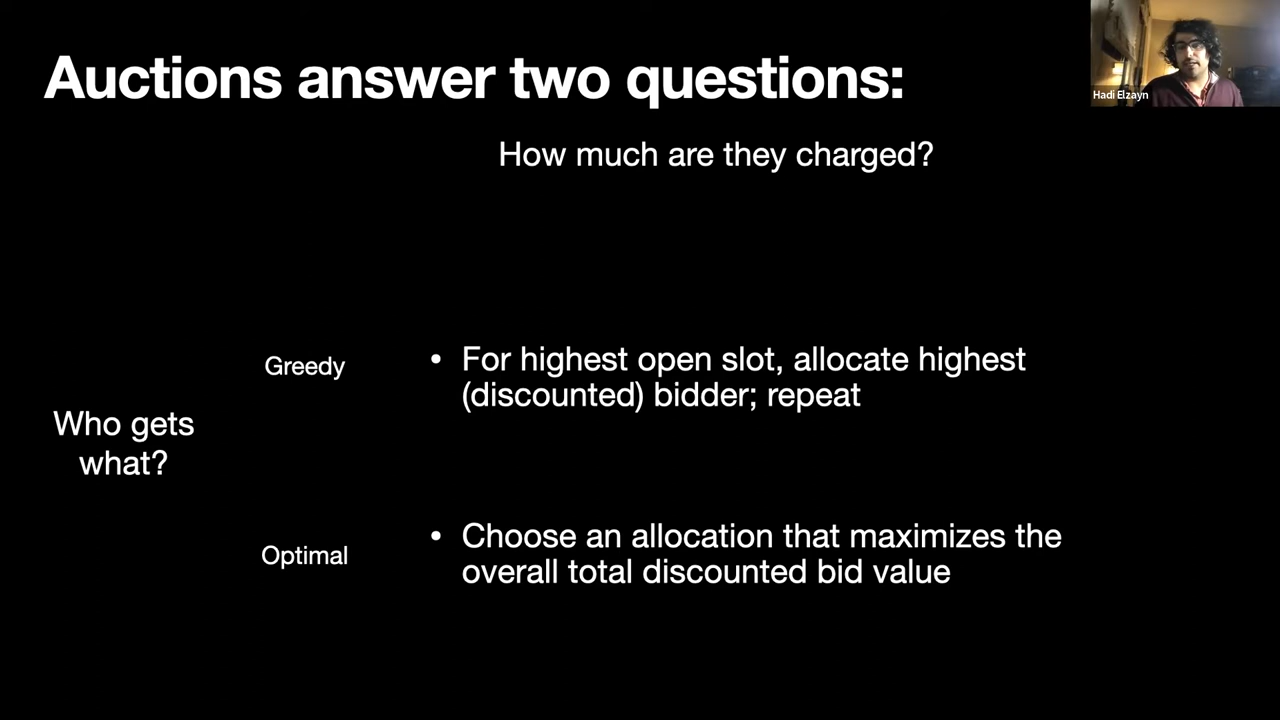 Auctions answer two questions:
Hadi Elzayn
How much are they charged?
Greedy
• For highest open slot, allocate highest
(discounted) bidder; repeat
Who gets
what?
Optimal
• Choose an allocation that maximizes the
overall total discounted bid value